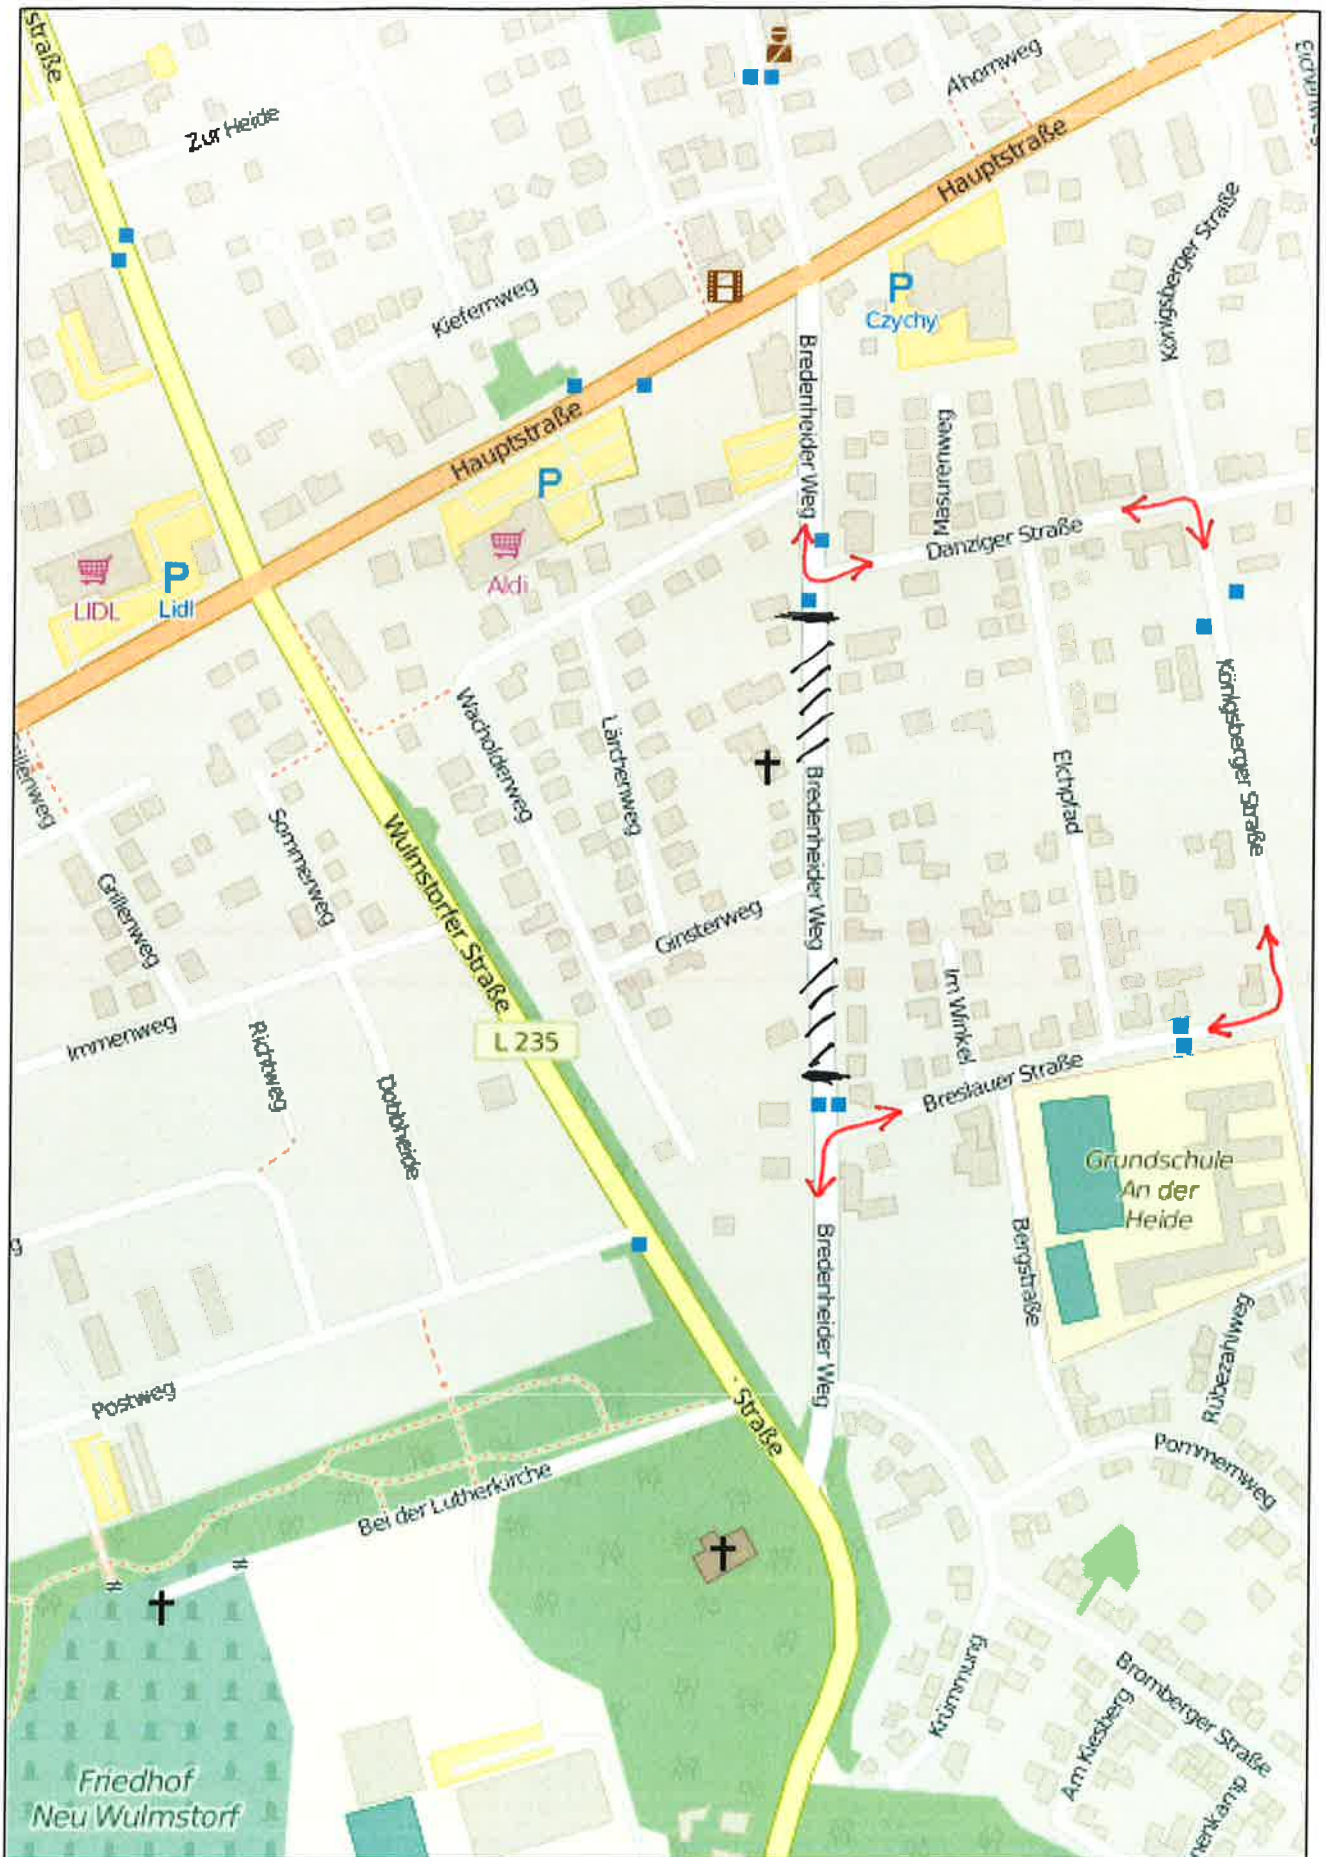 straße
Zur Heide
Ahornweg
Hauptstraße
Königsberger Straße
Kiefernweg
P
Czychy
Bredenheider Weg
Hauptstraße
P
Masurenweg
Danziger Straße
Aldi
P
LIDL
Lidl
Wacholderweg
Lärchenweg
Königsberger Straße
Elchpfad
Bredenheider Weg
Sommerweg
Wulmstorfer Straße
Grillenweg
Ginsterweg
Im Winkel
Immenweg
Richtweg
L 235
Dobbheide
Breslauer Straße
Grundschule
An der
Heide
Bergstraße
Bredenheider Weg
Rübezahlweg
Postweg
Straße
Pommernweg
Bei der Lutherkirche
Krümmung
Bromberger Straße
Am Kiesberg
nenkamp
Friedhof
Neu Wulmstorf